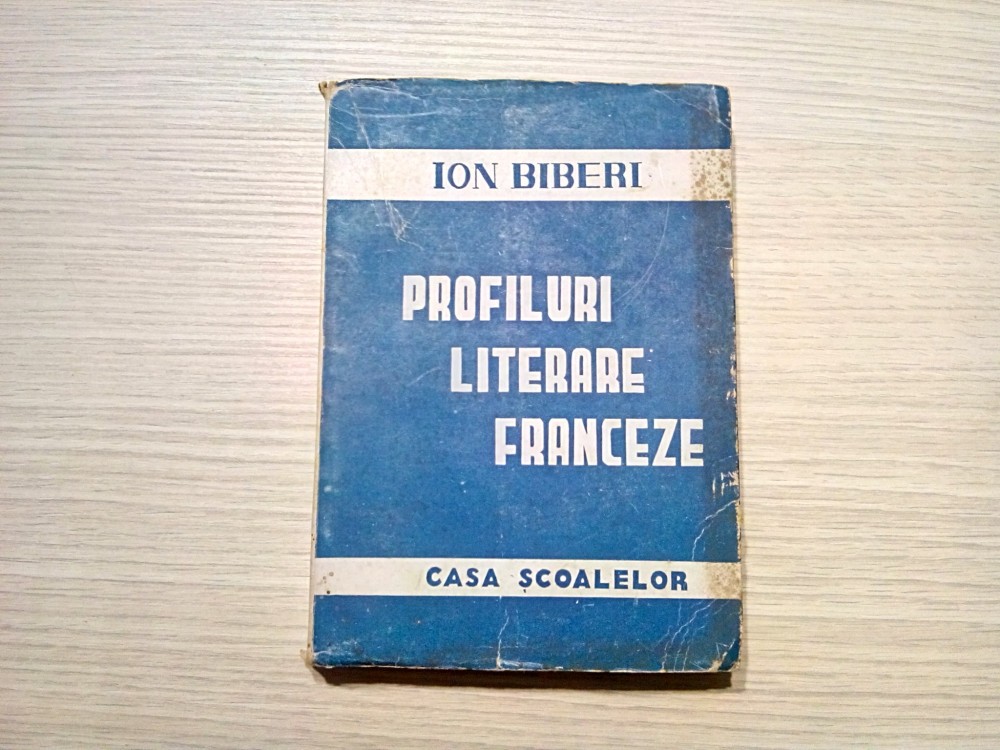 ION BIBERI
PROFILURI
LITERARE
FRANCEZE
CASA ȘCOALELOR